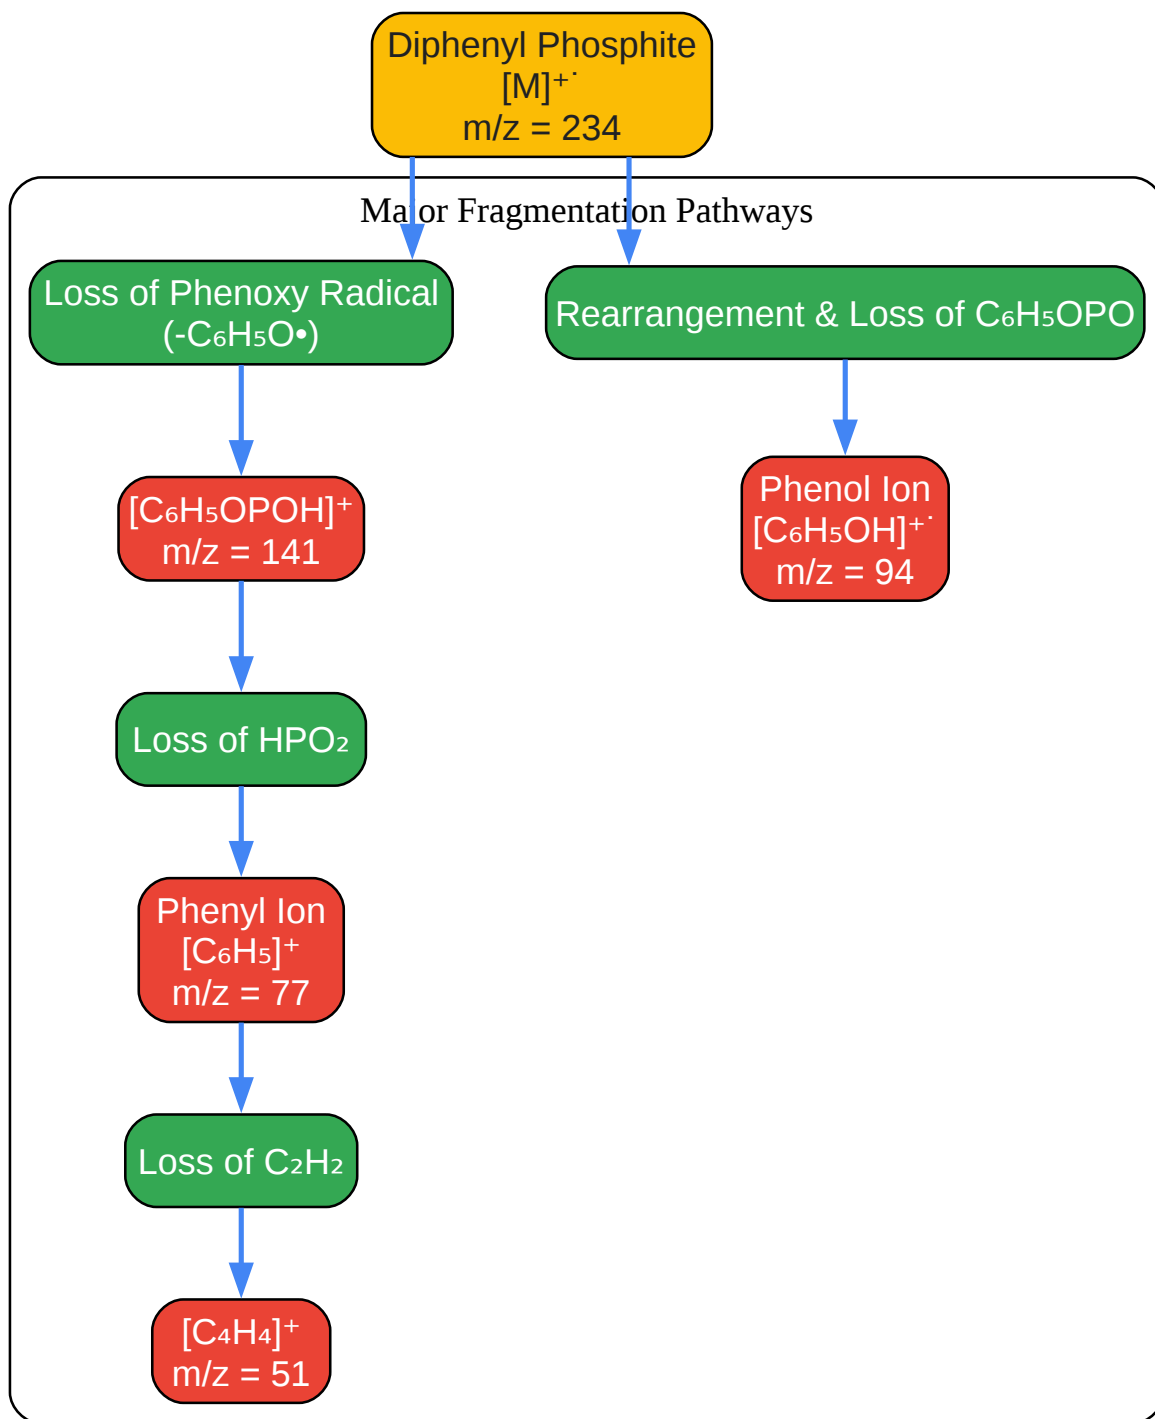 Diphenyl Phosphite
[M]⁺˙
m/z = 234
Major Fragmentation Pathways
Loss of Phenoxy Radical
(-C₆H₅O•)
Rearrangement & Loss of C₆H₅OPO
[C₆H₅OPOH]⁺
m/z = 141
Phenol Ion
[C₆H₅OH]⁺˙
m/z = 94
Loss of HPO₂
Phenyl Ion
[C₆H₅]⁺
m/z = 77
Loss of C₂H₂
[C₄H₄]⁺
m/z = 51